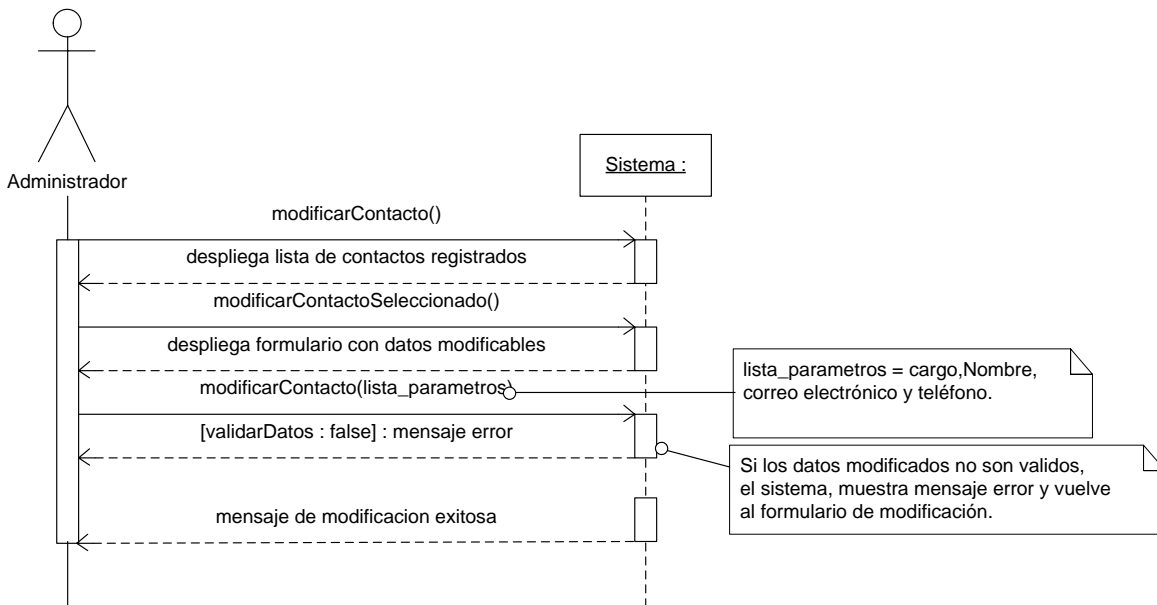 Administrador
Sistema :
modificarContacto()
despliega lista de contactos registrados
modificarContactoSeleccionado()
despliega formulario con datos modificables
modificarContacto(lista_parametros)
lista_parametros = cargo,Nombre,
correo electrónico y teléfono.
[validarDatos : false] : mensaje error
Si los datos modificados no son validos,
el sistema, muestra mensaje error y vuelve
al formulario de modificación.
mensaje de modificacion exitosa